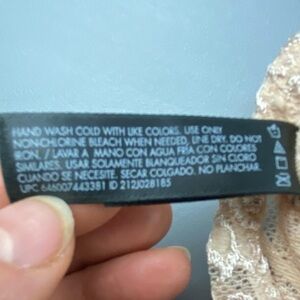 HAND WASH COLD WITH LIKE COLORS. USE ONLY
NON-CHLORINE BLEACH WHEN NEEDED. LINE DRY. DO NOT
IRON. / LAVAR A MANO CON AGUA FRIA CON COLORES
SIMILARES. USAR SOLAMENTE BLANQUEADOR SIN CLORO
CUANDO SE NECESITE. SECAR COLGADO. NO PLANCHAR.
UPC 646007443381 ID 212J028185